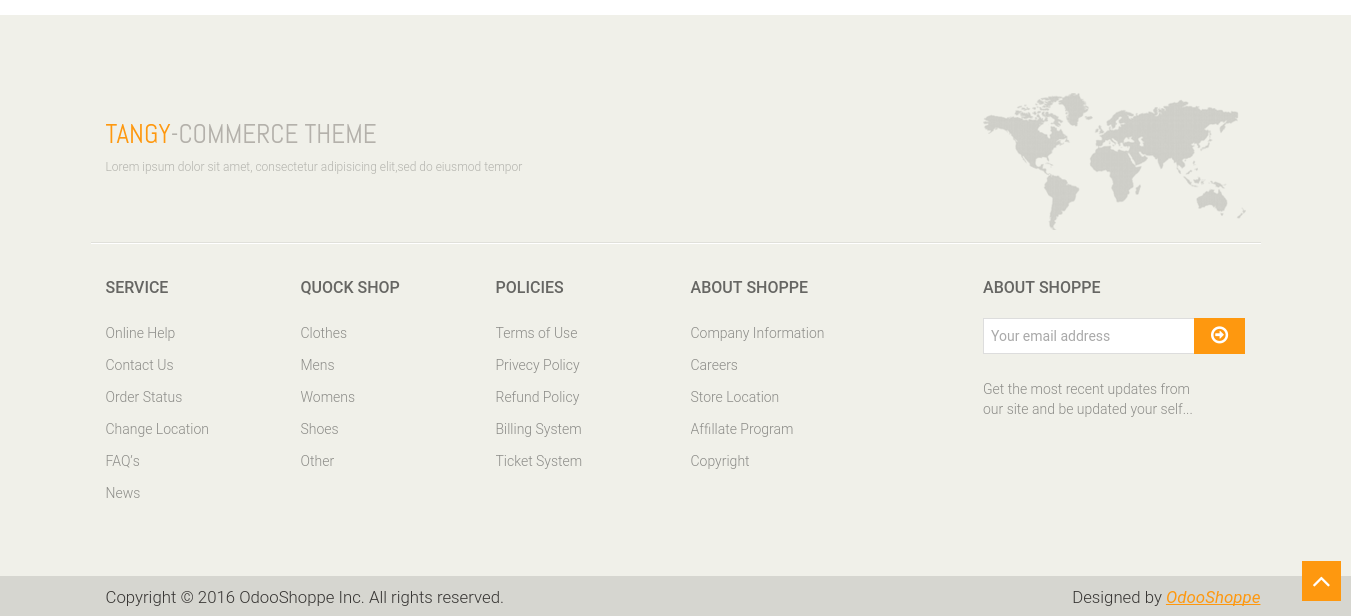 TANGY-COMMERCE THEME
Lorem ipsum dolor sit amet, consectetur adipisicing elit,sed do eiusmod tempor
SERVICE
Online Help
Contact Us
Order Status
Change Location
FAQ's
News
QUOCK SHOP
Clothes
Mens
Womens
Shoes
Other
POLICIES
Terms of Use
Privecy Policy
Refund Policy
Billing System
Ticket System
ABOUT SHOPPE
Company Information
Careers
Store Location
Affillate Program
Copyright
ABOUT SHOPPE
Your email address
Get the most recent updates from
our site and be updated your self...
Copyright © 2016 OdooShoppe Inc. All rights reserved.
Designed by OdooShoppe